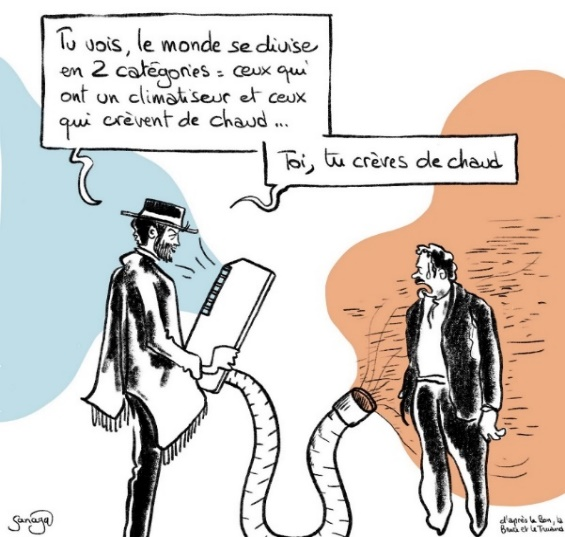 Tu vois, le monde se divise
en 2 catégories : ceux qui
ont un climatiseur et ceux
qui crèvent de chaud ...
Toi, tu crèves de chaud
Sanaga
d'après le Bon, la
Brute et le Truand